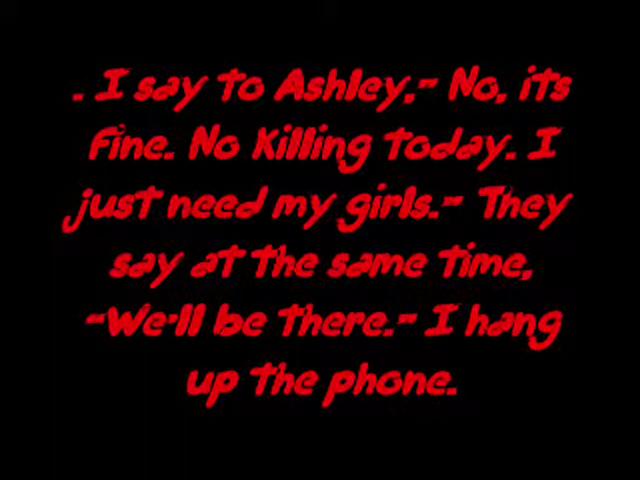 . I say to Ashley,~ No, its
fine. No Killing today. I
just need my girls.~ They
say at the same time,
~We'll be there.~ I hang
up the phone.